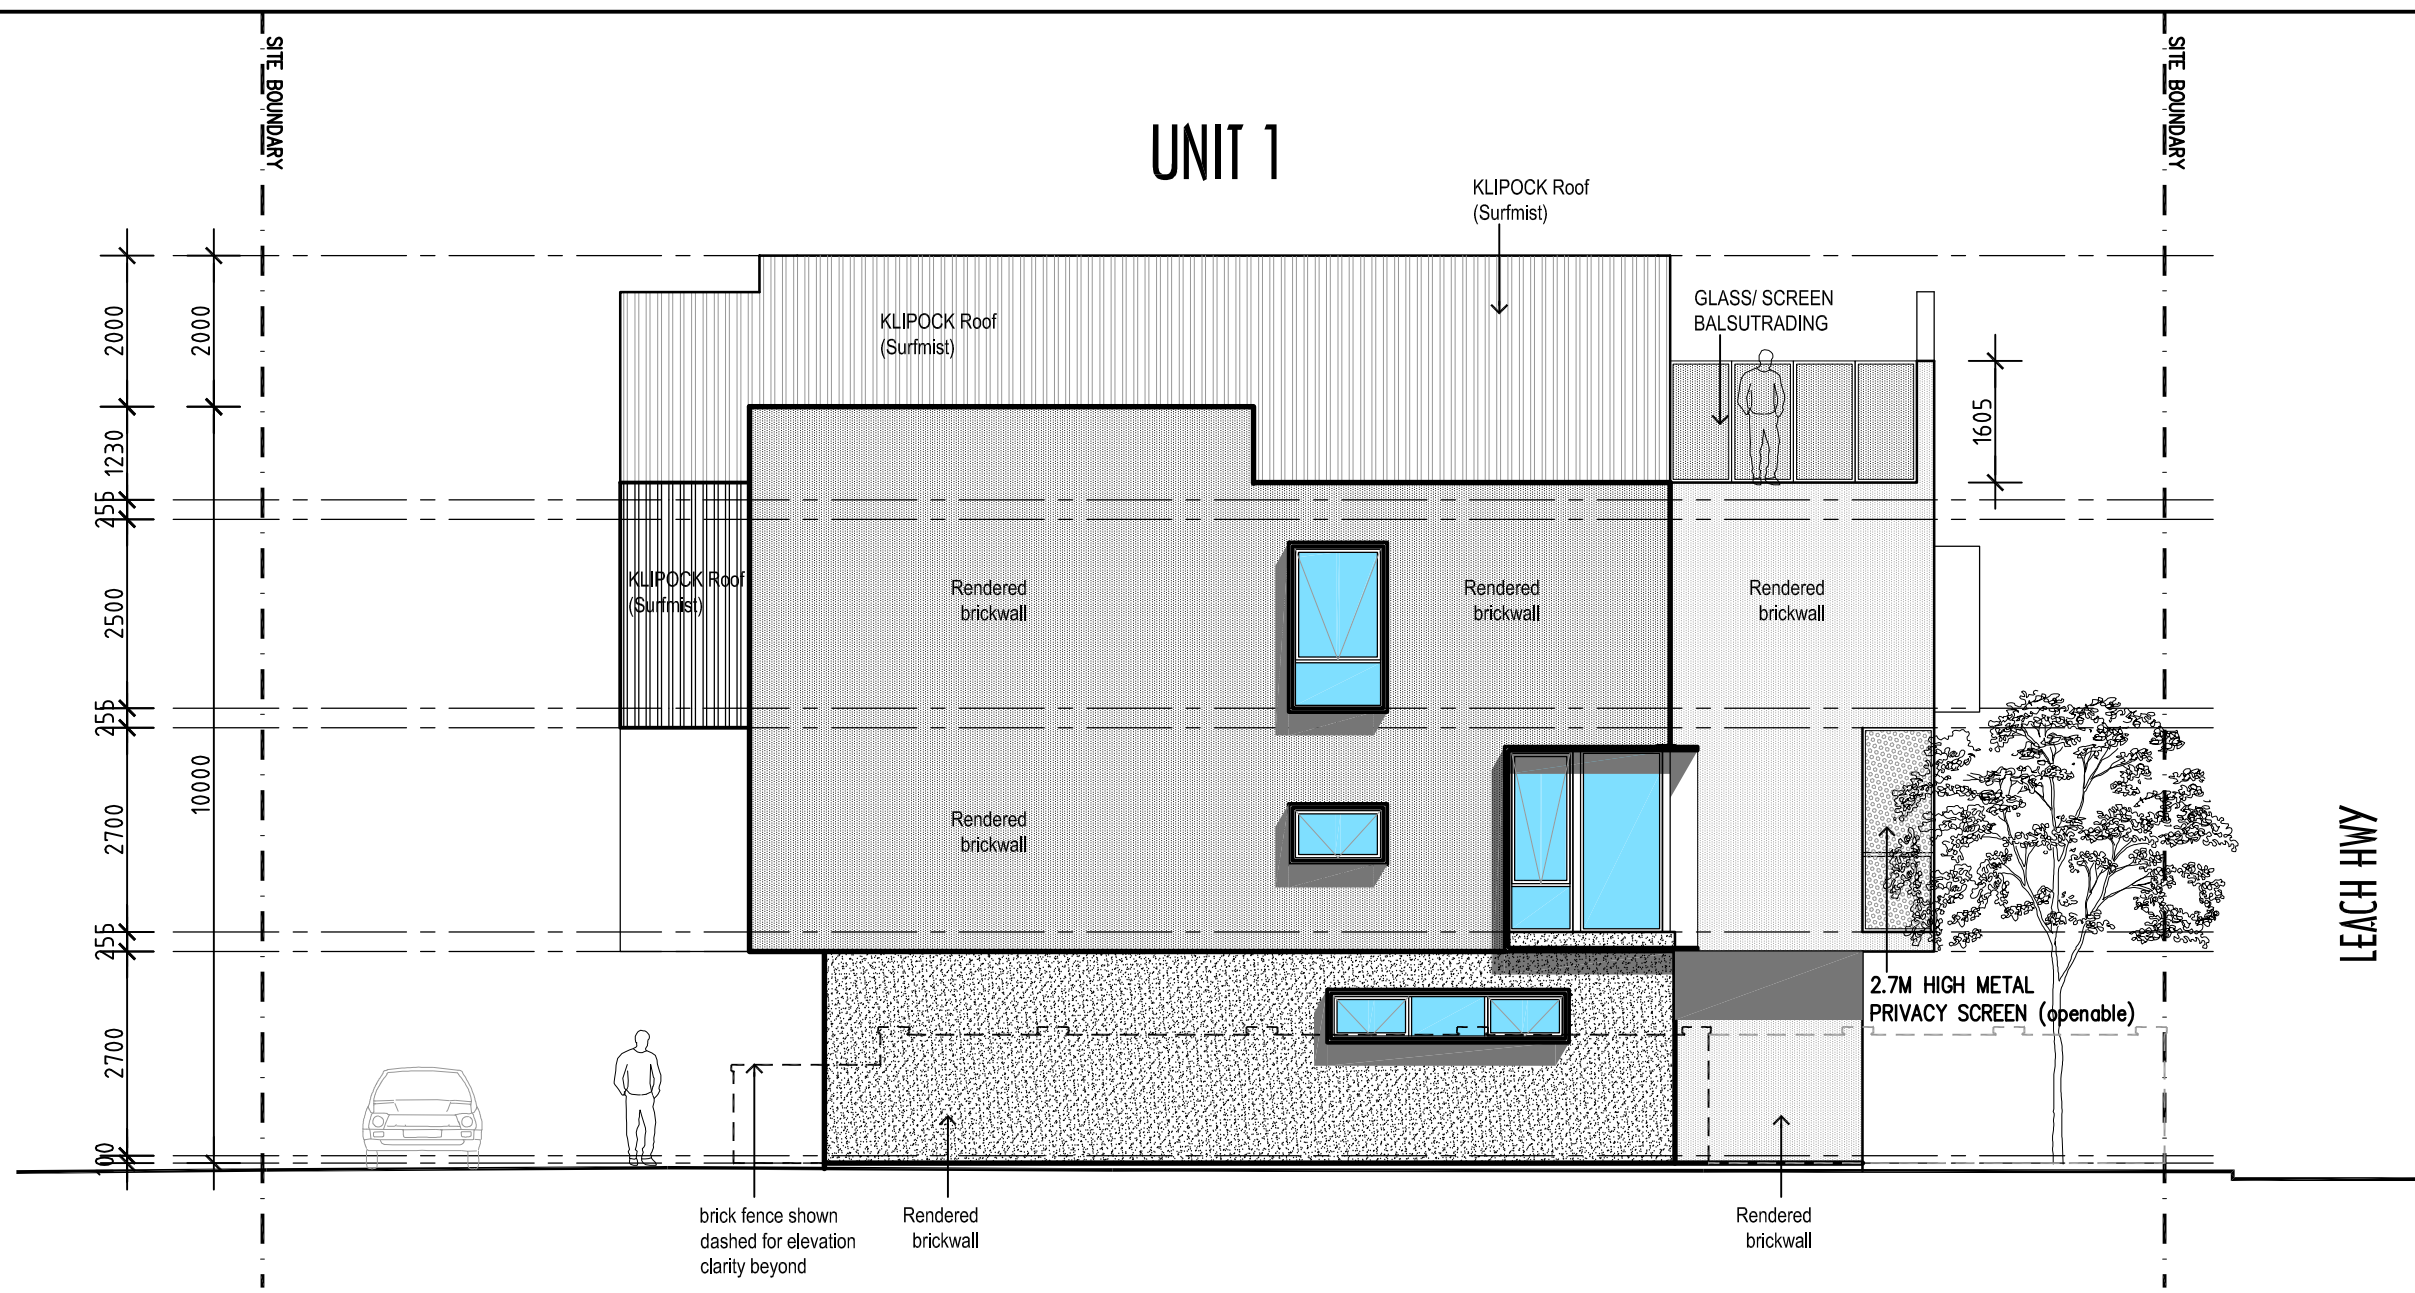 SITE BOUNDARY
SITE BOUNDARY
UNIT 1
KLIPOCK Roof
(Surfmist)
GLASS/ SCREEN
BALSUTRADING
KLIPOCK Roof
(Surfmist)
2000
2000
1605
1230
255
KLIPOCK Roof
(Surfmist)
Rendered
brickwall
Rendered
brickwall
Rendered
brickwall
2500
255
10000
2700
Rendered
brickwall
LEACH HWY
255
2.7M HIGH METAL
PRIVACY SCREEN (openable)
2700
100
brick fence shown
dashed for elevation
clarity beyond
Rendered
brickwall
Rendered
brickwall